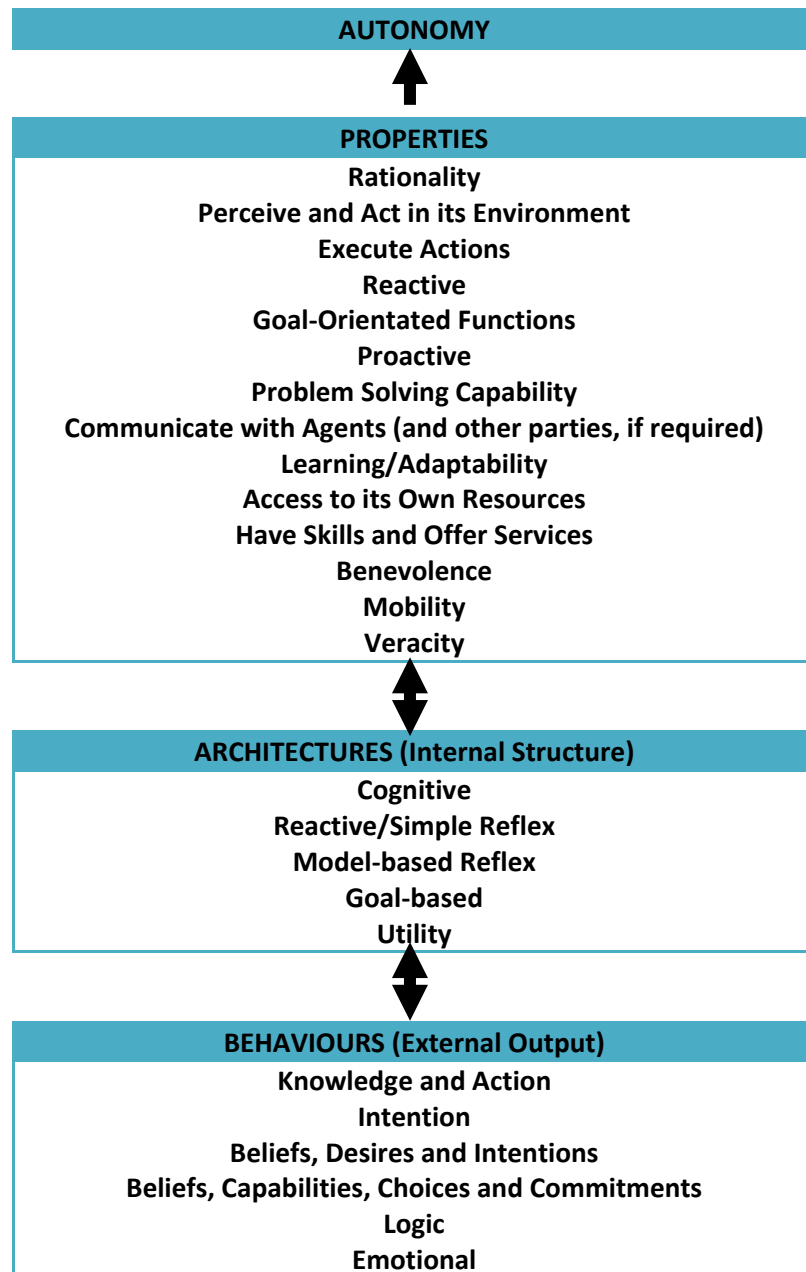 AUTONOMY
PROPERTIES
Rationality
Perceive and Act in its Environment
Execute Actions
Reactive
Goal-Orientated Functions
Proactive
Problem Solving Capability
Communicate with Agents (and other parties, if required)
Learning/Adaptability
Access to its Own Resources
Have Skills and Offer Services
Benevolence
Mobility
Veracity
ARCHITECTURES (Internal Structure)
Cognitive
Reactive/Simple Reflex
Model-based Reflex
Goal-based
Utility
BEHAVIOURS (External Output)
Knowledge and Action
Intention
Beliefs, Desires and Intentions
Beliefs, Capabilities, Choices and Commitments
Logic
Emotional